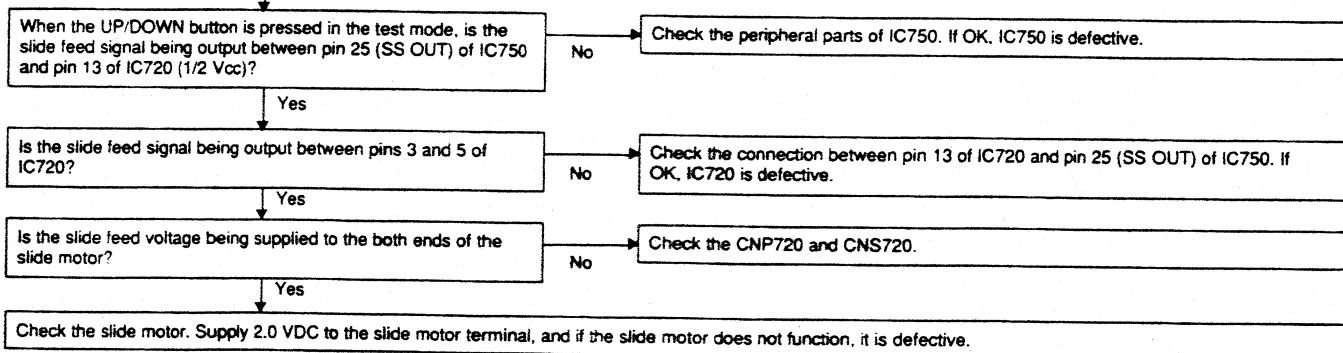 When the UP/DOWN button is pressed in the test mode, is the
slide feed signal being output between pin 25 (SS OUT) of IC750
and pin 13 of IC720 (1/2 Vcc)?
No
Check the peripheral parts of IC750. If OK, IC750 is defective.
Yes
Is the slide feed signal being output between pins 3 and 5 of
IC720?
No
Check the connection between pin 13 of IC720 and pin 25 (SS OUT) of IC750. If
OK, IC720 is defective.
Yes
Is the slide feed voltage being supplied to the both ends of the
slide motor?
No
Check the CNP720 and CNS720.
Yes
Check the slide motor. Supply 2.0 VDC to the slide motor terminal, and if the slide motor does not function, it is defective.